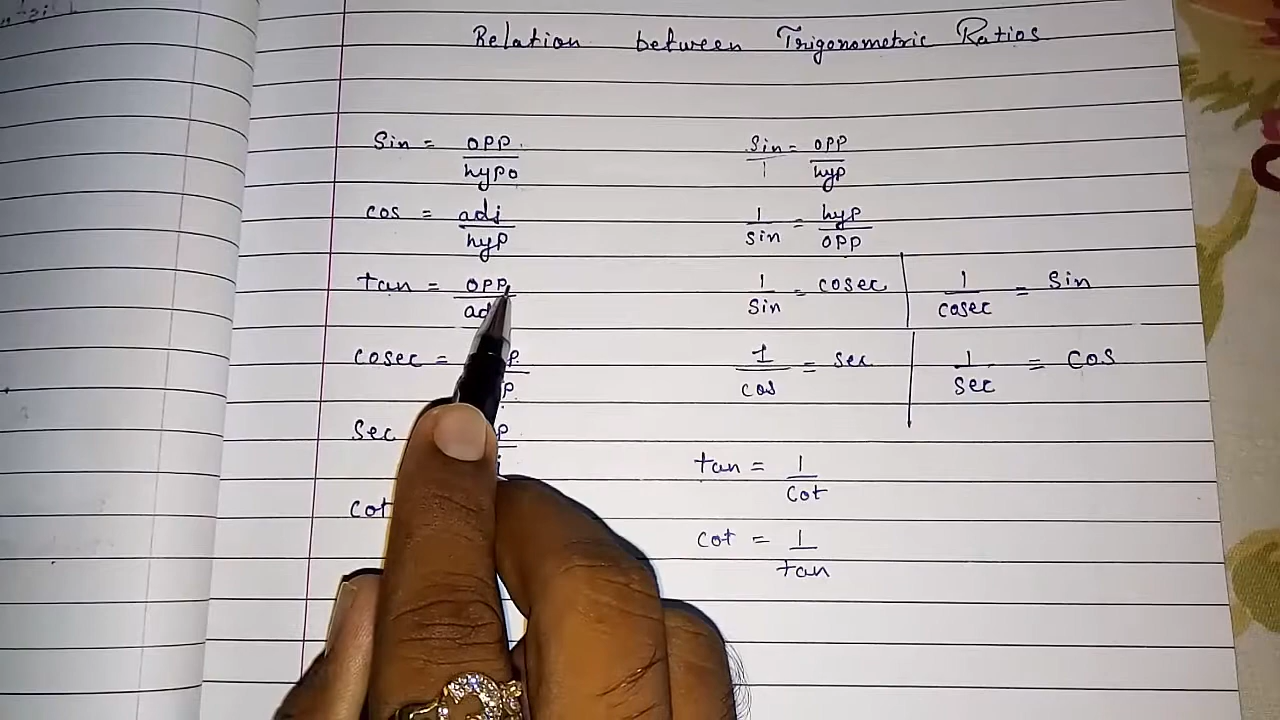 Relation between Trigonometric Ratios
Sin = opp / hypo
cos = adj / hyp
tan = opp
cosec =
Sec
cot
Sin / 1 = opp / hyp
1 / sin = hyp / opp
1 / Sin = cosec | 1 / cosec = Sin
1 / cos = sec | 1 / sec = cos
tan = 1 / cot
cot = 1 / tan